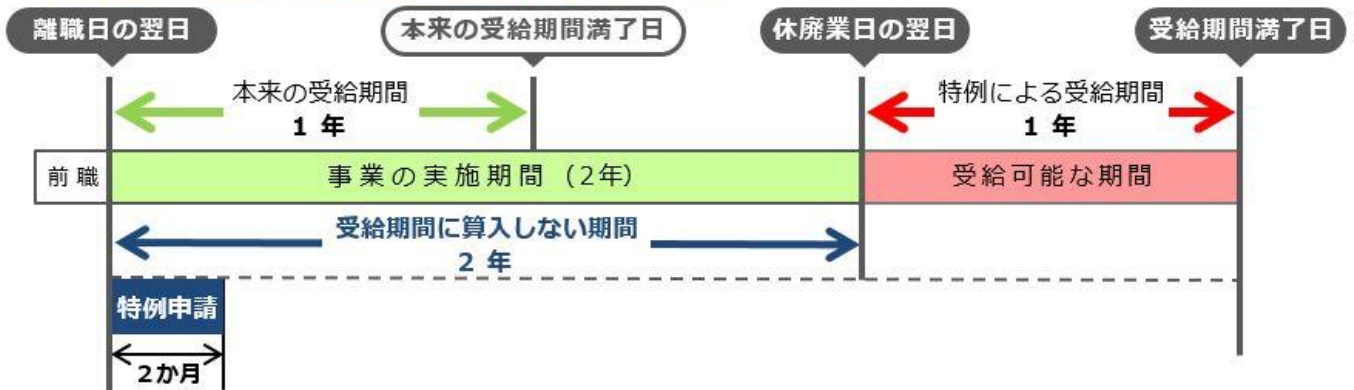 離職日の翌日
本来の受給期間満了日
休廃業日の翌日
受給期間満了日
本来の受給期間
1 年
特例による受給期間
1 年
前職
事業の実施期間 (2年)
受給可能な期間
受給期間に算入しない期間
2 年
特例申請
2か月